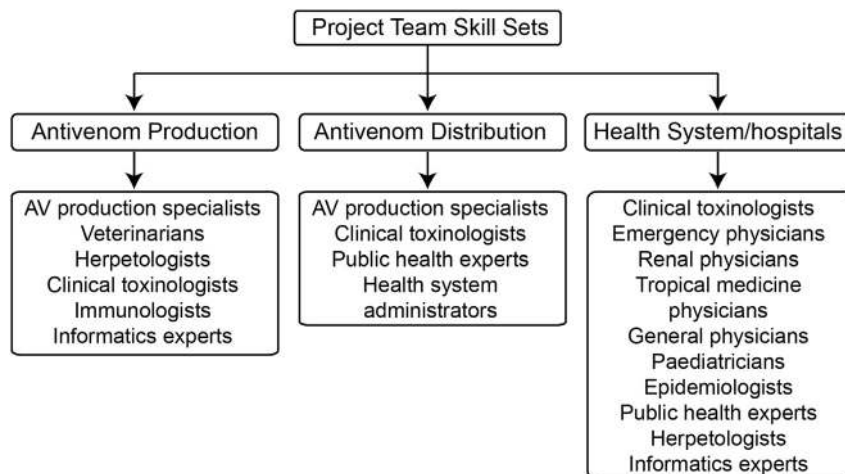 Project Team Skill Sets
Antivenom Production
Antivenom Distribution
Health System/hospitals
AV production specialists
Veterinarians
Herpetologists
Clinical toxinologists
Immunologists
Informatics experts
AV production specialists
Clinical toxinologists
Public health experts
Health system
administrators
Clinical toxinologists
Emergency physicians
Renal physicians
Tropical medicine
physicians
General physicians
Paediatricians
Epidemiologists
Public health experts
Herpetologists
Informatics experts